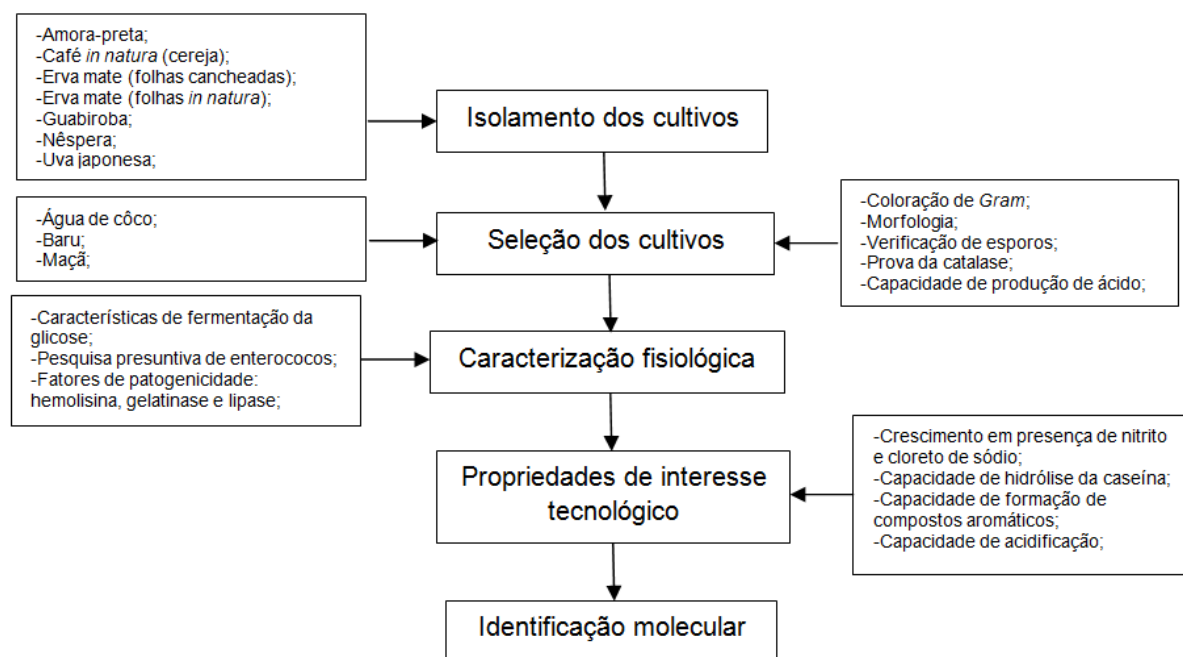 -Amora-preta;
-Café in natura (cereja);
-Erva mate (folhas cancheadas);
-Erva mate (folhas in natura);
-Guabiroba;
-Nêspera;
-Uva japonesa;
Isolamento dos cultivos
-Água de côco;
-Baru;
-Maçã;
Seleção dos cultivos
-Coloração de Gram;
-Morfologia;
-Verificação de esporos;
-Prova da catalase;
-Capacidade de produção de ácido;
-Características de fermentação da
glicose;
-Pesquisa presuntiva de enterococos;
-Fatores de patogenicidade:
hemolisina, gelatinase e lipase;
Caracterização fisiológica
Propriedades de interesse
tecnológico
-Crescimento em presença de nitrito
e cloreto de sódio;
-Capacidade de hidrólise da caseína;
-Capacidade de formação de
compostos aromáticos;
-Capacidade de acidificação;
Identificação molecular